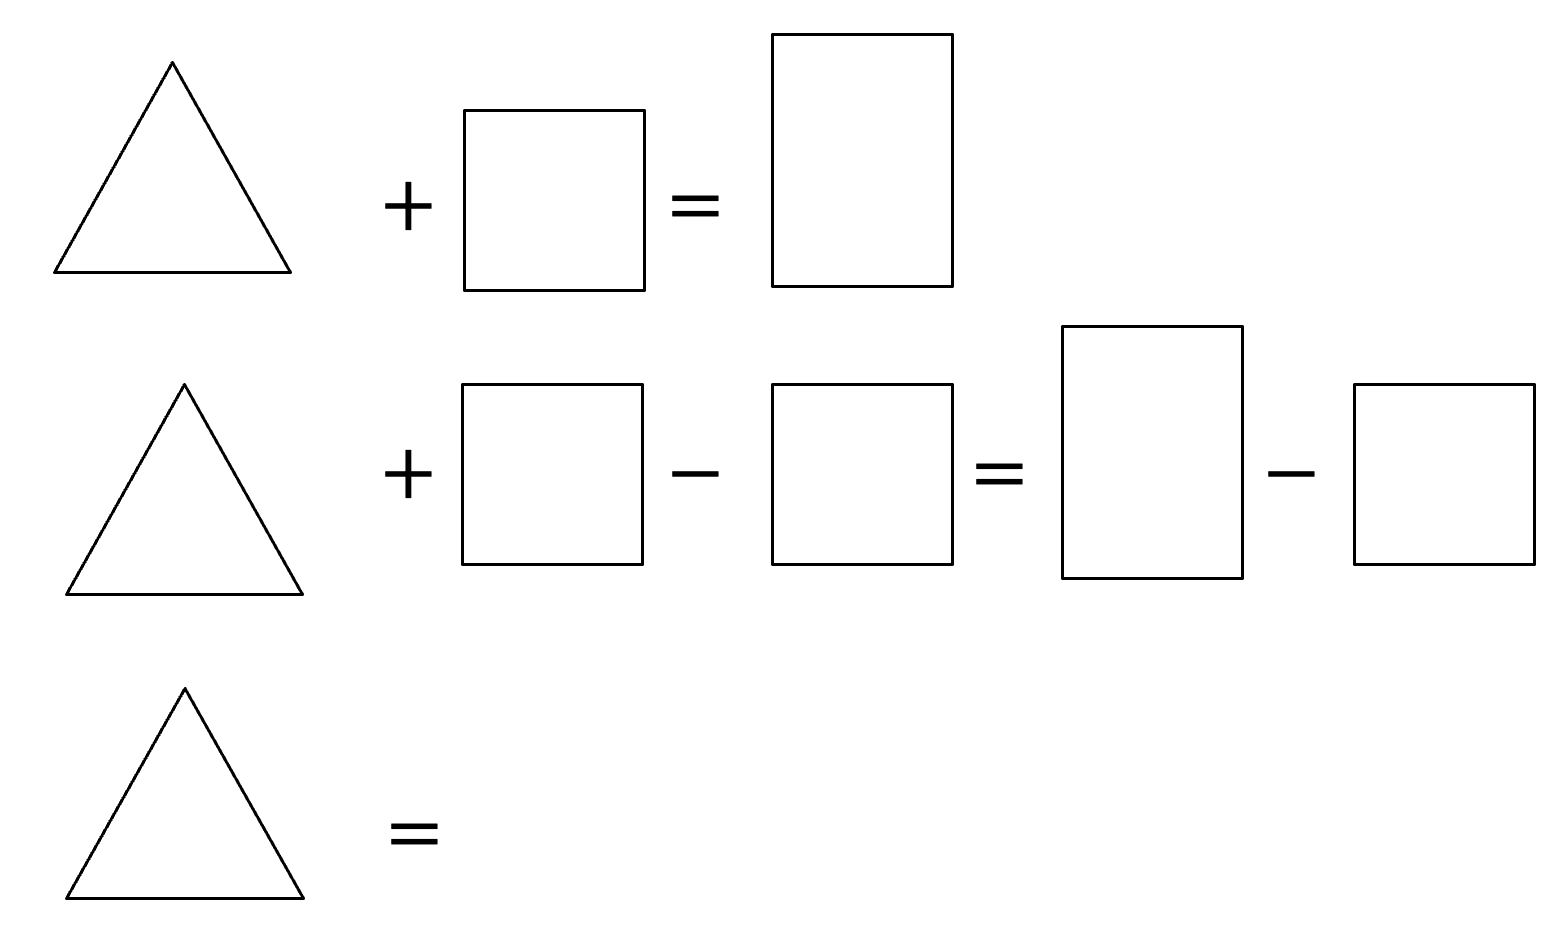 + =
+ − = −
=